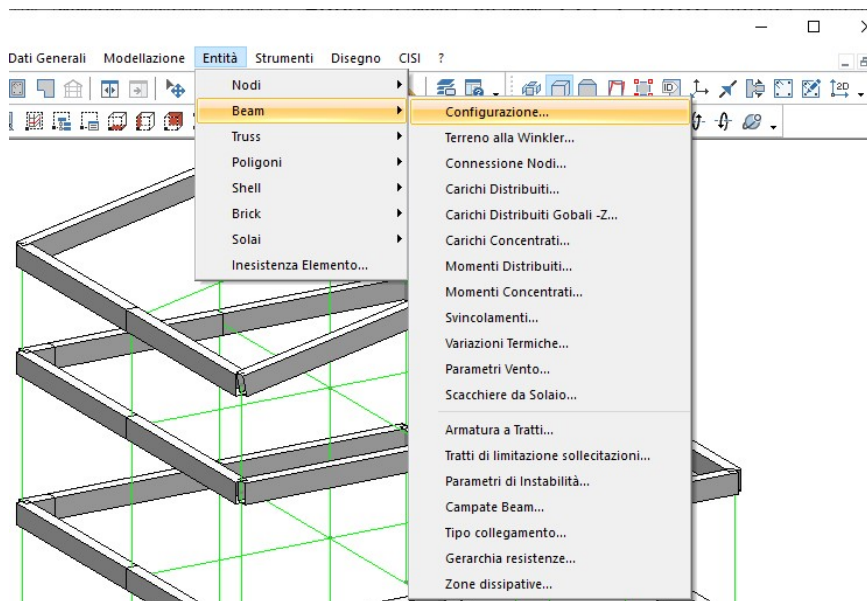 Dati Generali Modellazione Entità Strumenti Disegno CISI ?
Nodi
Beam
Truss
Poligoni
Shell
Brick
Solai
Inesistenza Elemento...
Configurazione...
Terreno alla Winkler...
Connessione Nodi...
Carichi Distribuiti...
Carichi Distribuiti Gobali -Z...
Carichi Concentrati...
Momenti Distribuiti...
Momenti Concentrati...
Svincolamenti...
Variazioni Termiche...
Parametri Vento...
Scacchiere da Solaio...
Armatura a Tratti...
Tratti di limitazione sollecitazioni...
Parametri di Instabilità...
Campate Beam...
Tipo collegamento...
Gerarchia resistenze...
Zone dissipative...
ID
2D